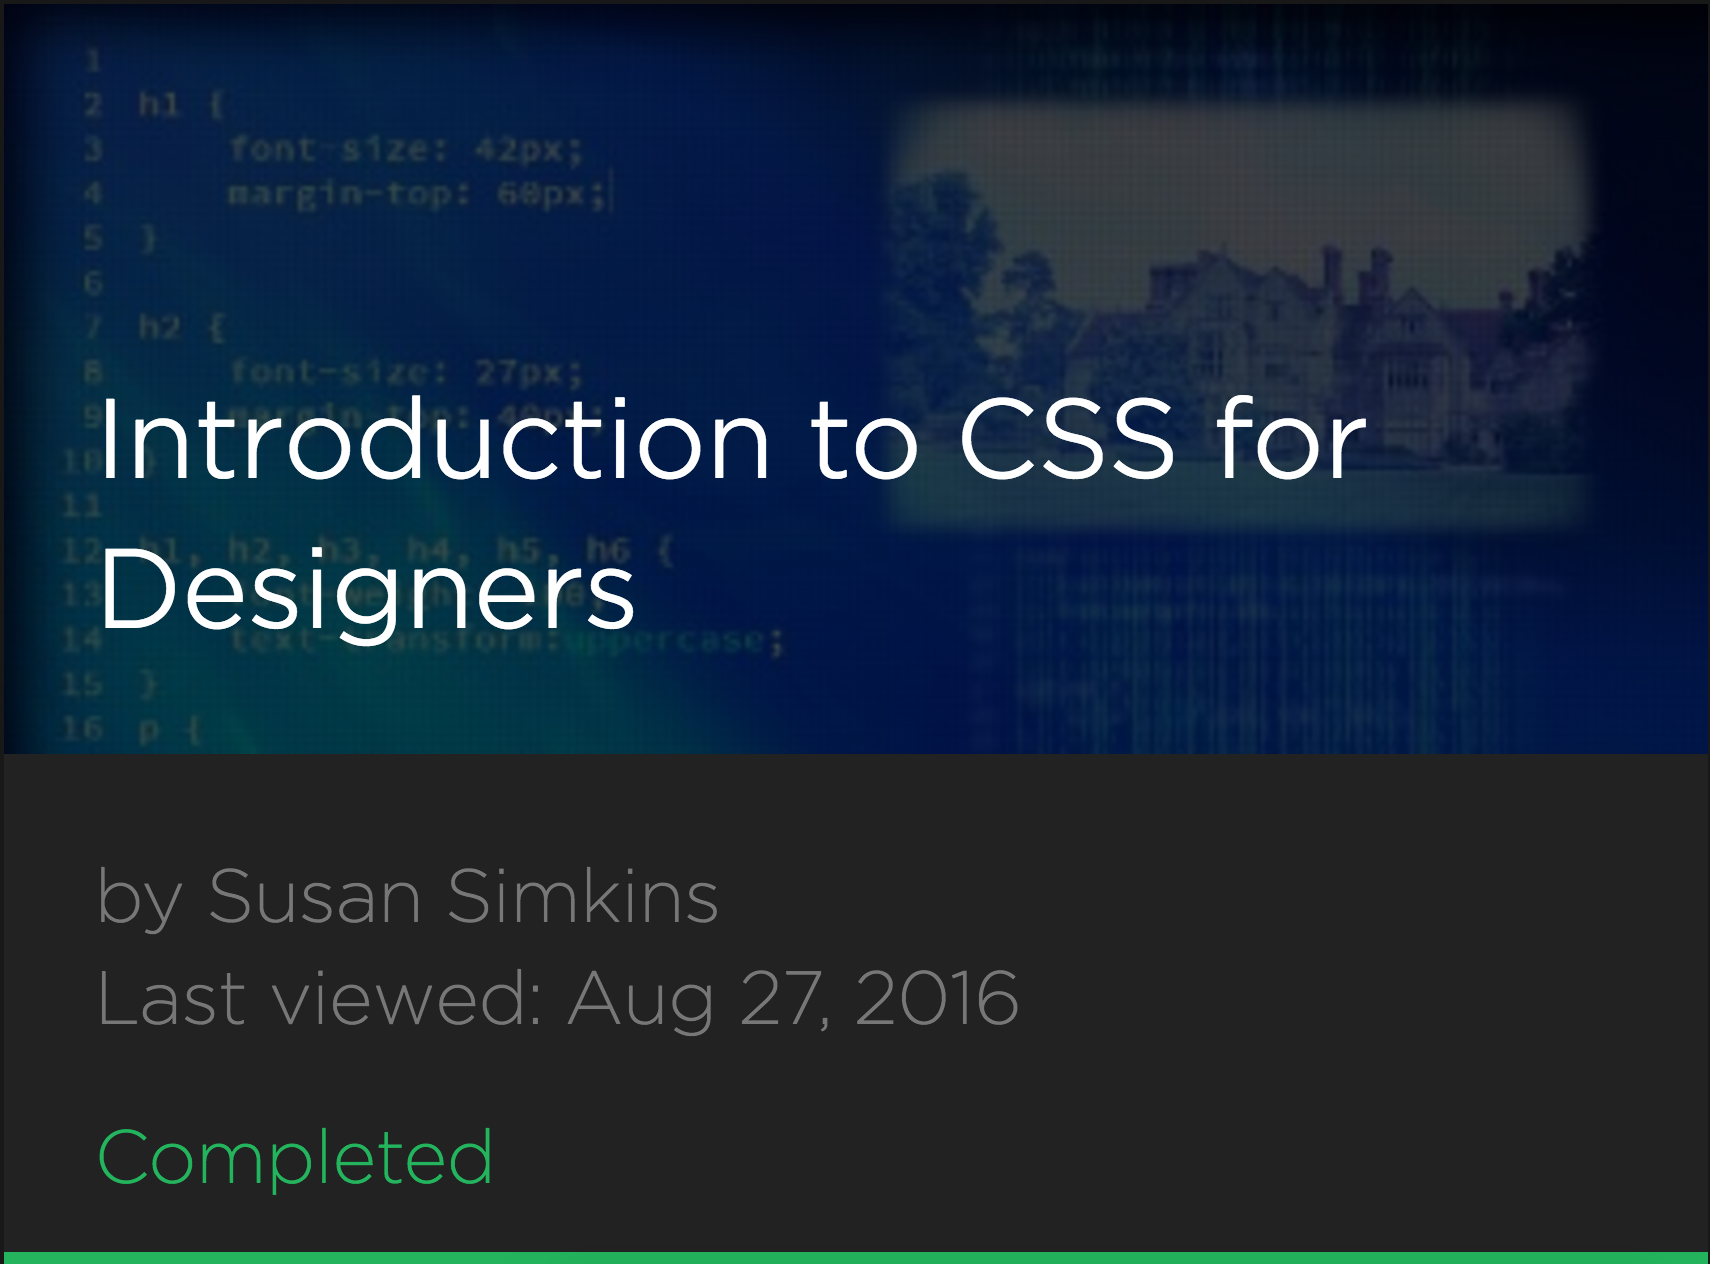 1
2 h1 {
3 font-size: 42px;
4 margin-top: 60px;
5 }
6
7 h2 {
8 font-size: 27px;
9
Introduction to CSS for
10
11
12 h1, h2, h3, h4, h5, h6 {
Designers
13
14 text-transform:uppercase;
15 }
16 p {
by Susan Simkins
Last viewed: Aug 27, 2016
Completed